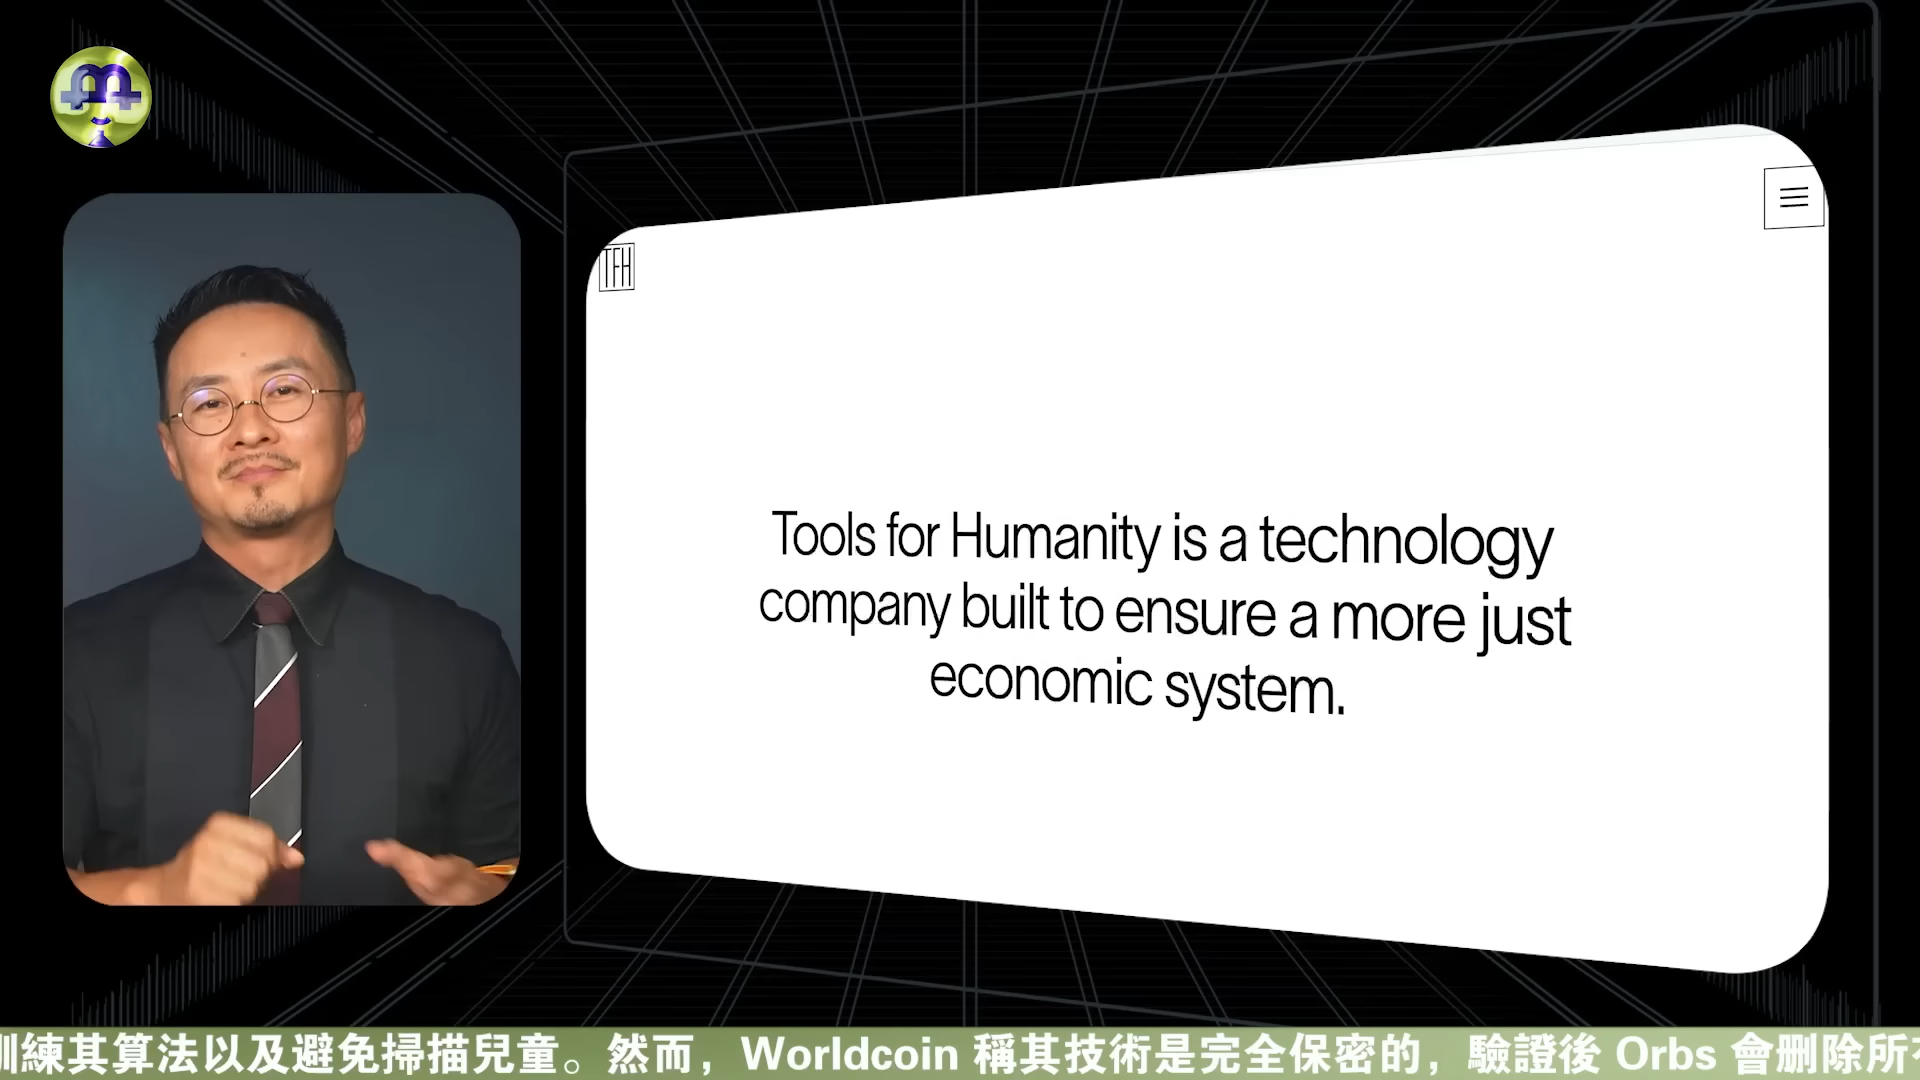 TFH
Tools for Humanity is a technology
company built to ensure a more just
economic system.
訓練其算法以及避免掃描兒童。然而，Worldcoin 稱其技術是完全保密的，驗證後 Orbs 會刪除所有